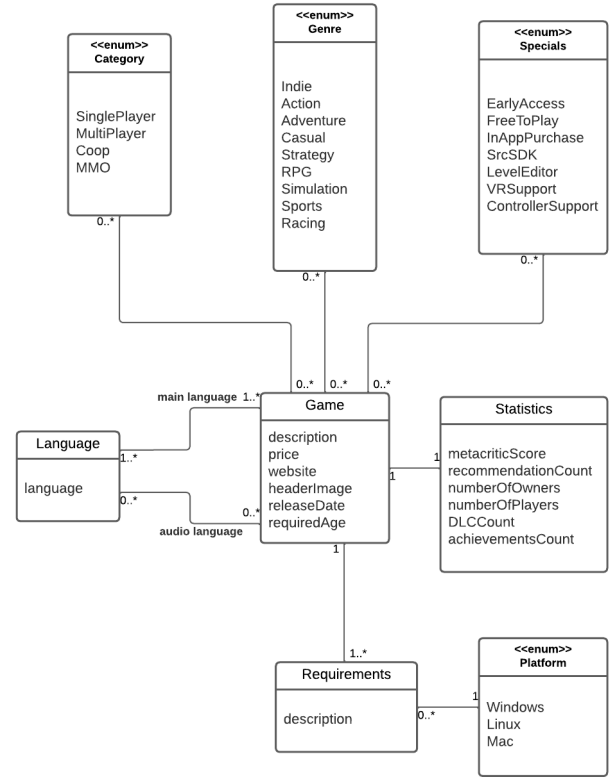 <<enum>>
Category
SinglePlayer
MultiPlayer
Coop
MMO
0..*
<<enum>>
Genre
Indie
Action
Adventure
Casual
Strategy
RPG
Simulation
Sports
Racing
0..*
<<enum>>
Specials
EarlyAccess
FreeToPlay
InAppPurchase
SrcSDK
LevelEditor
VRSupport
ControllerSupport
0..*
0..*
0..*
0..*
main language 1..*
Game
description
price
website
headerImage
releaseDate
requiredAge
Language
language
1..*
0..*
0..*
audio language
1
1
Statistics
metacriticScore
recommendationCount
numberOfOwners
numberOfPlayers
DLCCount
achievementsCount
1
1..*
Requirements
description
0..*
1
<<enum>>
Platform
Windows
Linux
Mac